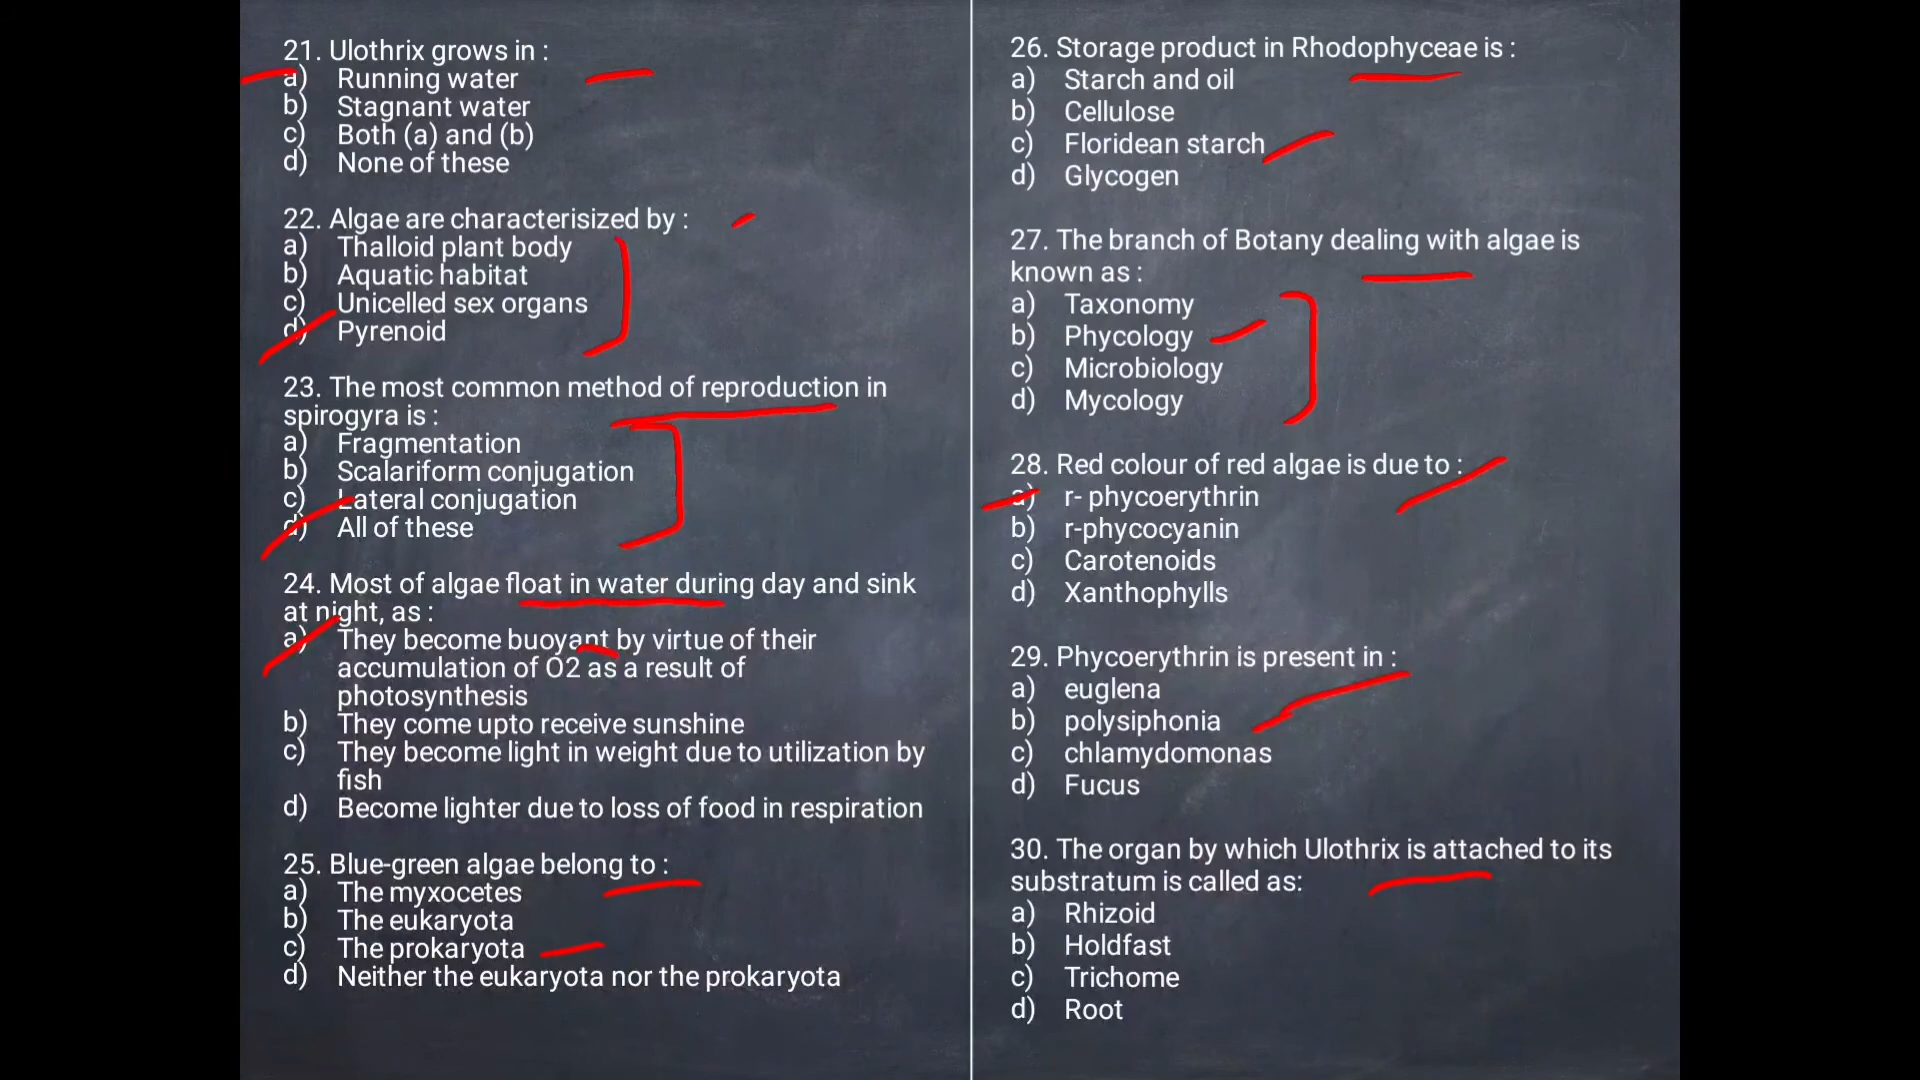 21. Ulothrix grows in :
a) Running water
b) Stagnant water
c) Both (a) and (b)
d) None of these
22. Algae are characterisized by :
a) Thalloid plant body
b) Aquatic habitat
c) Unicelled sex organs
d) Pyrenoid
23. The most common method of reproduction in
spirogyra is :
a) Fragmentation
b) Scalariform conjugation
c) Lateral conjugation
d) All of these
24. Most of algae float in water during day and sink
at night, as :
a) They become buoyant by virtue of their
accumulation of O2 as a result of
photosynthesis
b) They come upto receive sunshine
c) They become light in weight due to utilization by
fish
d) Become lighter due to loss of food in respiration
25. Blue-green algae belong to :
a) The myxocetes
b) The eukaryota
c) The prokaryota
d) Neither the eukaryota nor the prokaryota
26. Storage product in Rhodophyceae is :
a) Starch and oil
b) Cellulose
c) Floridean starch
d) Glycogen
27. The branch of Botany dealing with algae is
known as :
a) Taxonomy
b) Phycology
c) Microbiology
d) Mycology
28. Red colour of red algae is due to :
a) r- phycoerythrin
b) r-phycocyanin
c) Carotenoids
d) Xanthophylls
29. Phycoerythrin is present in :
a) euglena
b) polysiphonia
c) chlamydomonas
d) Fucus
30. The organ by which Ulothrix is attached to its
substratum is called as:
a) Rhizoid
b) Holdfast
c) Trichome
d) Root